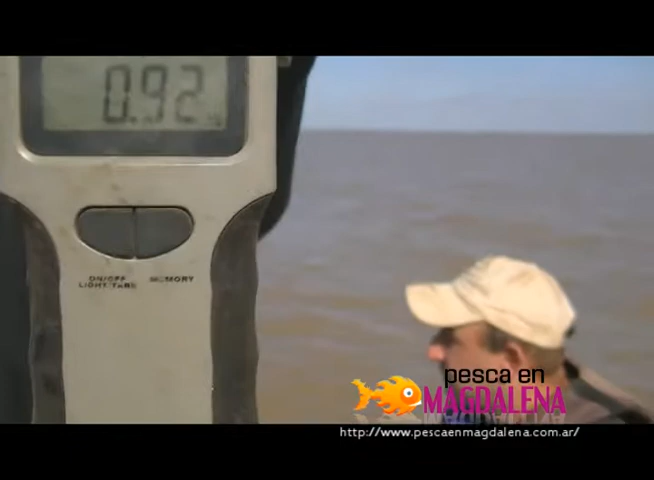 0.92
ON/OFF MEMORY
LIGHT/TARE
pesca en
MAGDALENA
http://www.pescaenmagdalena.com.ar/